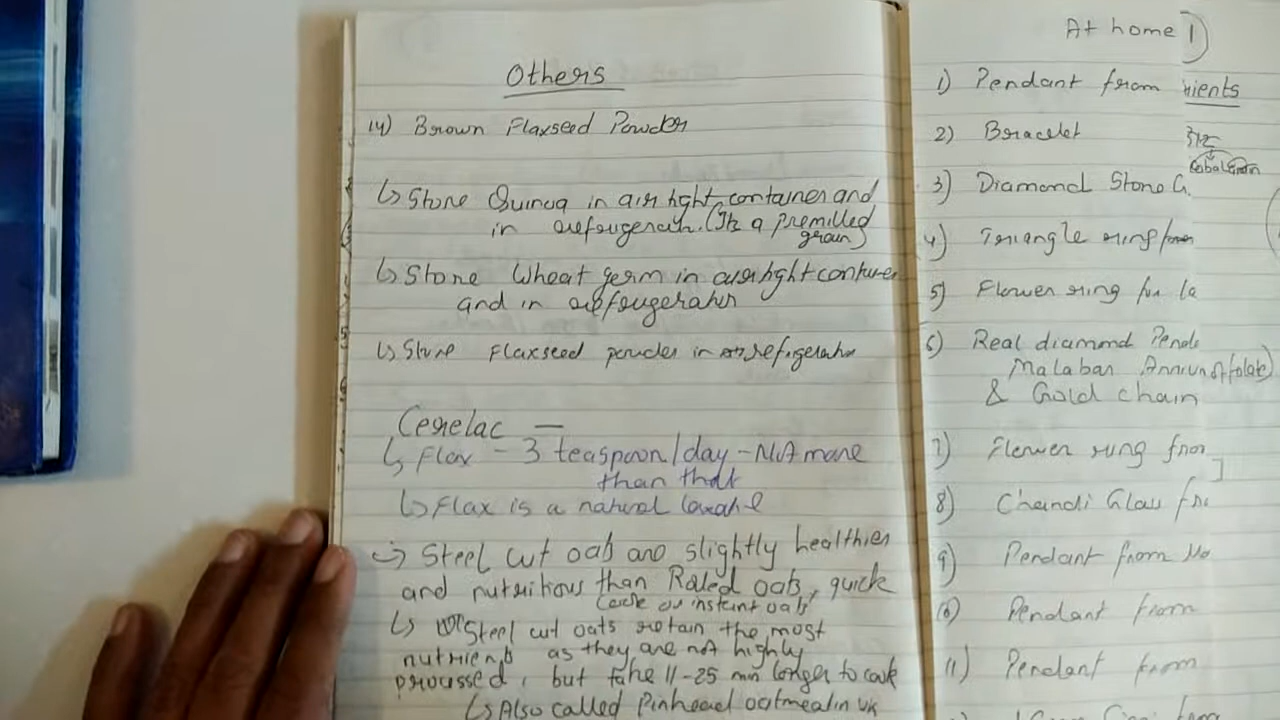 Others
14) Brown Flaxseed Powder
↳ Store Quinoa in air tight container and
in refrigerator. (Its a premilled
grain)
↳ Store Wheat germ in air tight container
and in refrigerator
↳ Store Flaxseed powder in refrigerator
Cerelac —
↳ Flax - 3 teaspoon/day - Not more
than that
↳ Flax is a natural laxative
↳ Steel cut oats are slightly healthier
and nutritious than Rolled oats, quick
cook or instant oats
↳ Steel cut oats retain the most
nutrients as they are not highly
processed, but take 11-25 min longer to cook
↳ Also called Pinhead oatmeal in UK
At home 1)
1) Pendant from
rients
2) Bracelet
3) Diamond Stone
4) Triangle ring from
5) Flower ring for
6) Real diamond
Malabar
& Gold chain
7) Flower ring from
8) Chandi
9) Pendant from
10) Pendant from
11) Pendant from